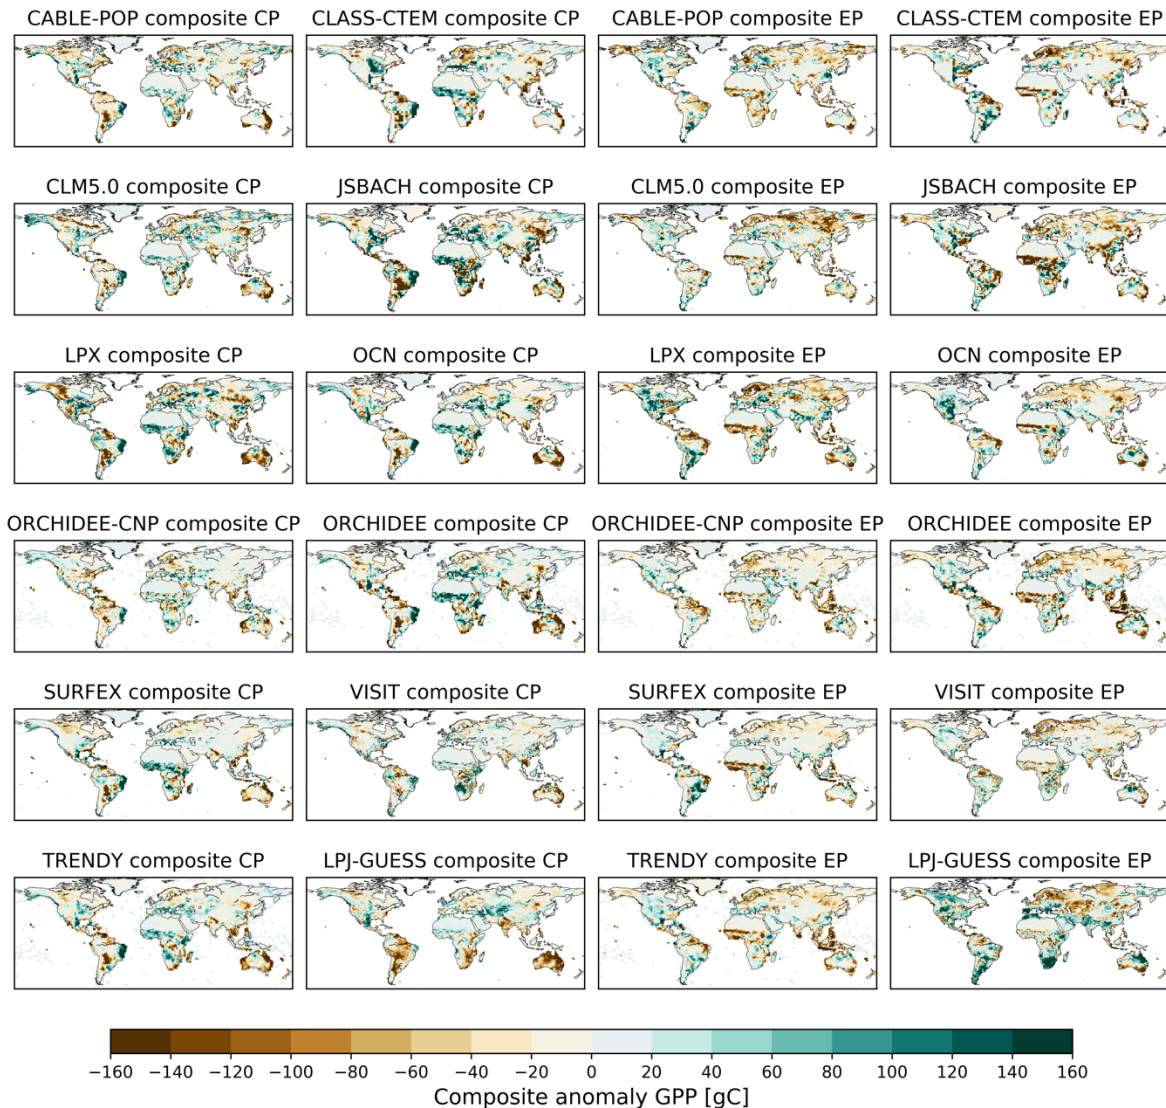 CABLE-POP composite CP
CLASS-CTEM composite CP
CABLE-POP composite EP
CLASS-CTEM composite EP
CLM5.0 composite CP
JSBACH composite CP
CLM5.0 composite EP
JSBACH composite EP
LPX composite CP
OCN composite CP
LPX composite EP
OCN composite EP
ORCHIDEE-CNP composite CP
ORCHIDEE composite CP
ORCHIDEE-CNP composite EP
ORCHIDEE composite EP
SURFEX composite CP
VISIT composite CP
SURFEX composite EP
VISIT composite EP
TRENDY composite CP
LPJ-GUESS composite CP
TRENDY composite EP
LPJ-GUESS composite EP
−160 −140 −120 −100 −80 −60 −40 −20 0 20 40 60 80 100 120 140 160
Composite anomaly GPP [gC]